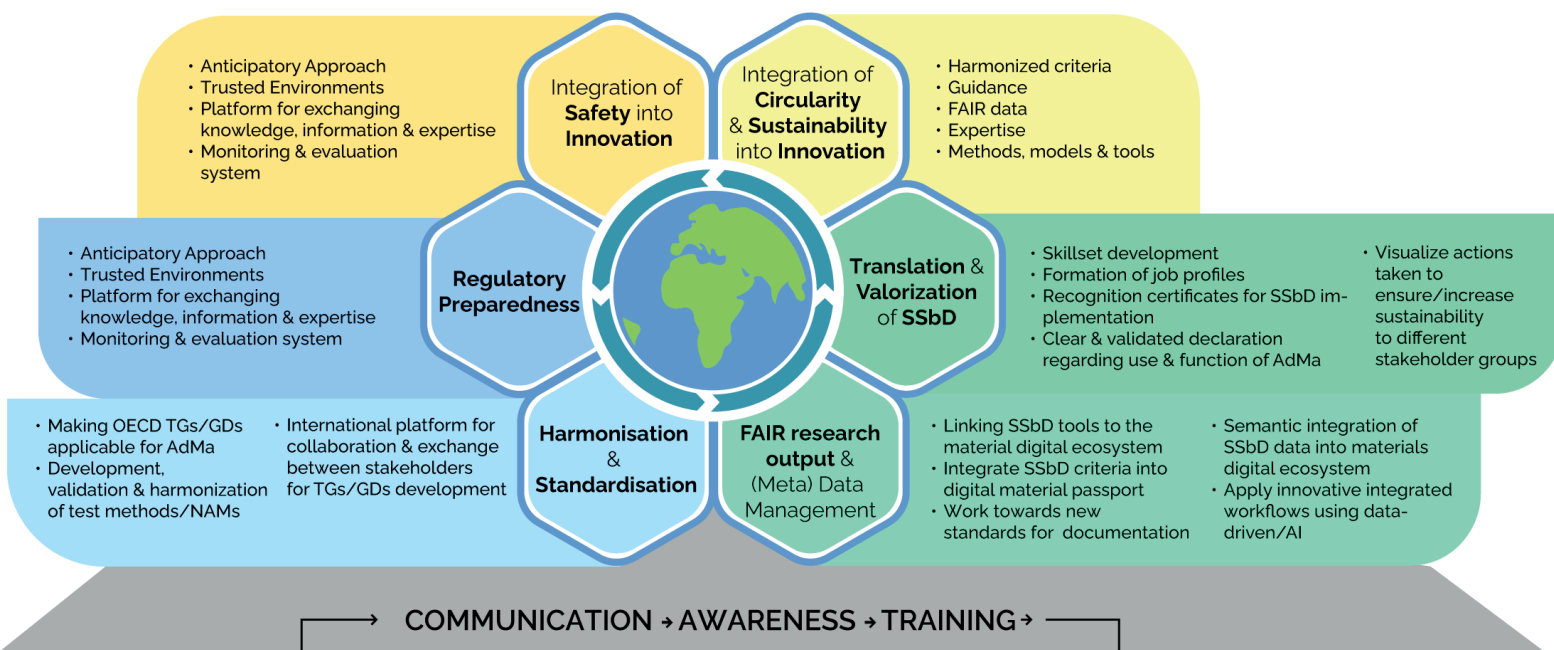 • Anticipatory Approach
• Trusted Environments
• Platform for exchanging
knowledge, information & expertise
• Monitoring & evaluation
system
Integration of
Safety into
Innovation
Integration of
Circularity
& Sustainability
into Innovation
• Harmonized criteria
• Guidance
• FAIR data
• Expertise
• Methods, models & tools
• Anticipatory Approach
• Trusted Environments
• Platform for exchanging
knowledge, information & expertise
• Monitoring & evaluation system
Regulatory
Preparedness
Translation &
Valorization
of SSbD
• Skillset development
• Formation of job profiles
• Recognition certificates for SSbD im-
plementation
• Clear & validated declaration
regarding use & function of AdMa
• Visualize actions
taken to
ensure/increase
sustainability
to different
stakeholder groups
• Making OECD TGs/GDs
applicable for AdMa
• Development,
validation & harmonization
of test methods/NAMs
• International platform for
collaboration & exchange
between stakeholders
for TGs/GDs development
Harmonisation
&
Standardisation
FAIR research
output &
(Meta) Data
Management
• Linking SSbD tools to the
material digital ecosystem
• Integrate SSbD criteria into
digital material passport
• Work towards new
standards for documentation
• Semantic integration of
SSbD data into materials
digital ecosystem
• Apply innovative integrated
workflows using data-
driven/AI
COMMUNICATION → AWARENESS → TRAINING →